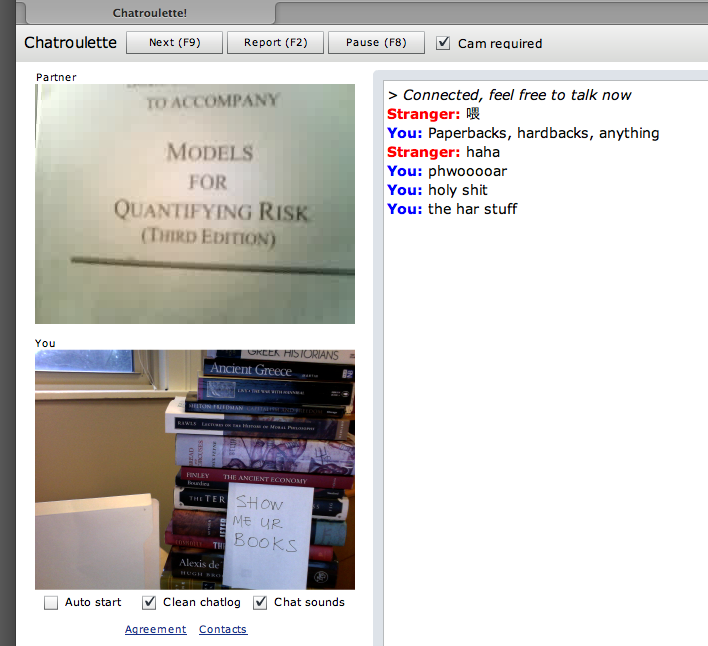 Chatroulette!
Chatroulette
Next (F9)
Report (F2)
Pause (F8)
Cam required
Partner
TO ACCOMPANY
MODELS
FOR
QUANTIFYING RISK
(THIRD EDITION)
> Connected, feel free to talk now
Stranger: 喂
You: Paperbacks, hardbacks, anything
Stranger: haha
You: phwooooar
You: holy shit
You: the har stuff
You
GREEK HISTORIANS
Ancient Greece
MILTON FRIEDMAN
RAWLS LECTURES ON THE HISTORY OF MORAL PHILOSOPHY
FINLEY THE ANCIENT ECONOMY
Bourdieu
THE TER
Alexis de
HUGH BRO
SHOW
ME UR
BOOKS
Auto start
Clean chatlog
Chat sounds
Agreement
Contacts